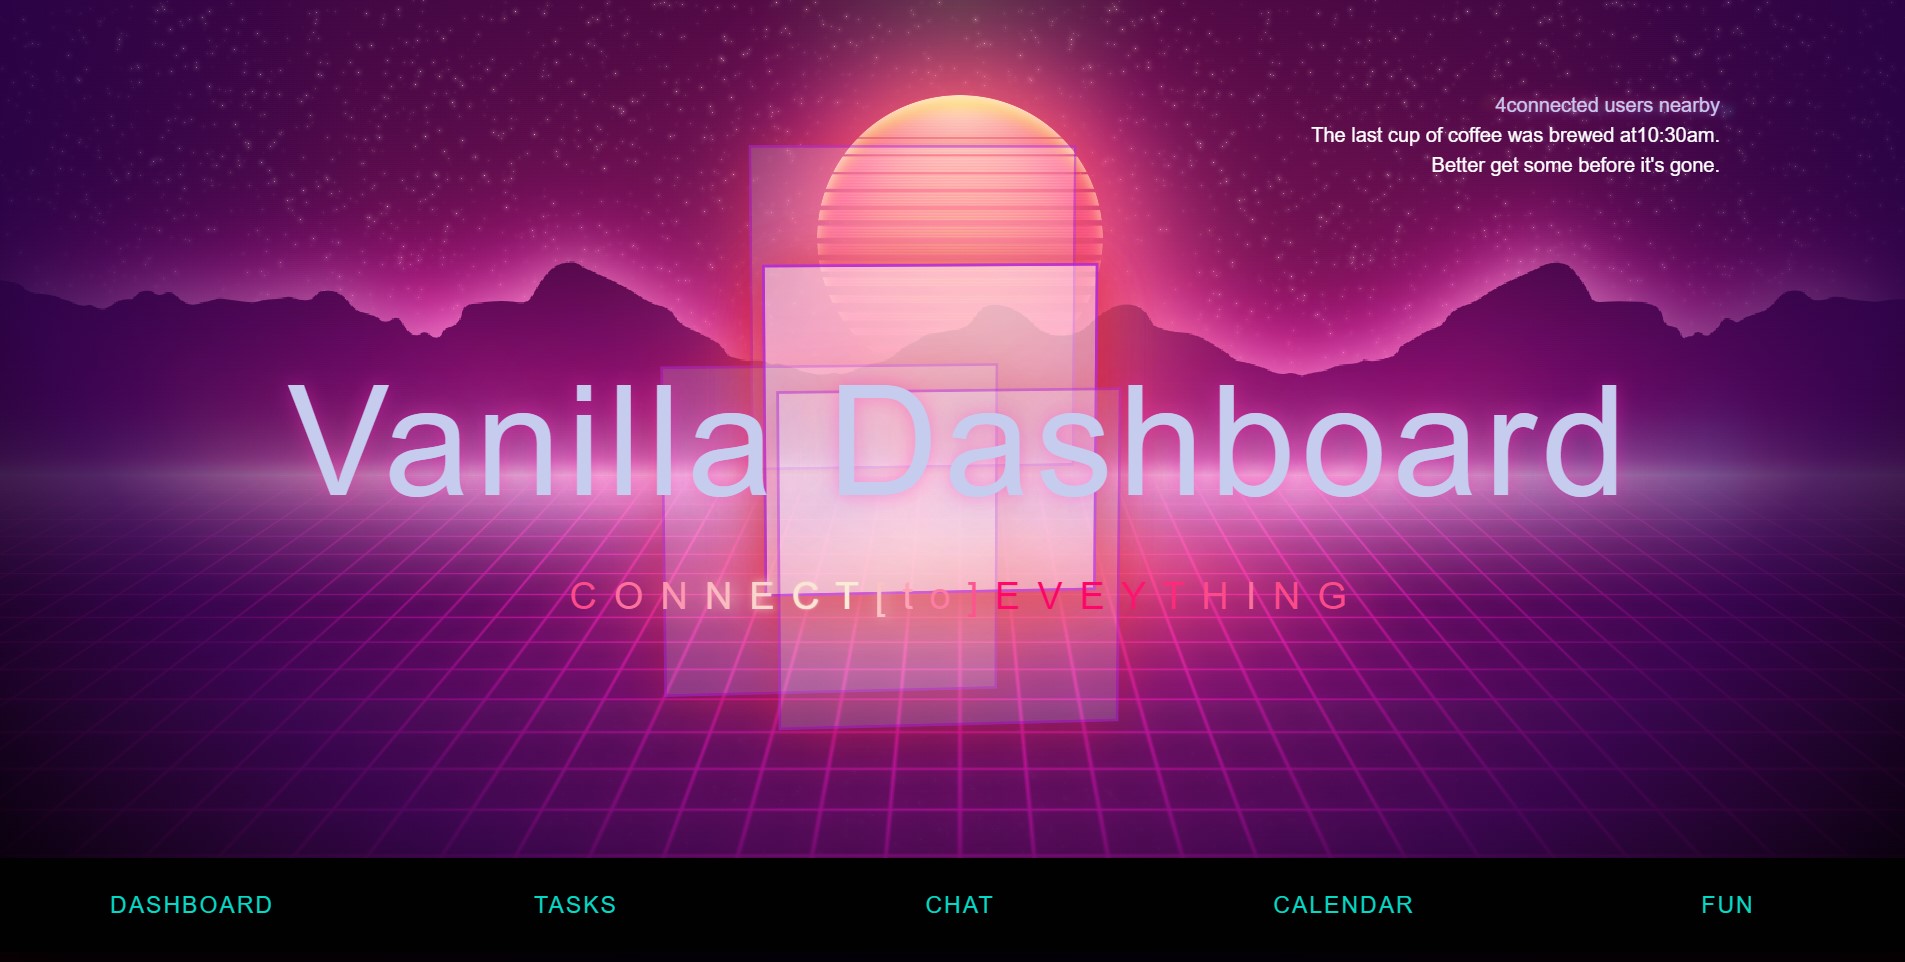 4connected users nearby
The last cup of coffee was brewed at10:30am.
Better get some before it's gone.
Vanilla Dashboard
CONNECT[to]EVEYTHING
DASHBOARD
TASKS
CHAT
CALENDAR
FUN